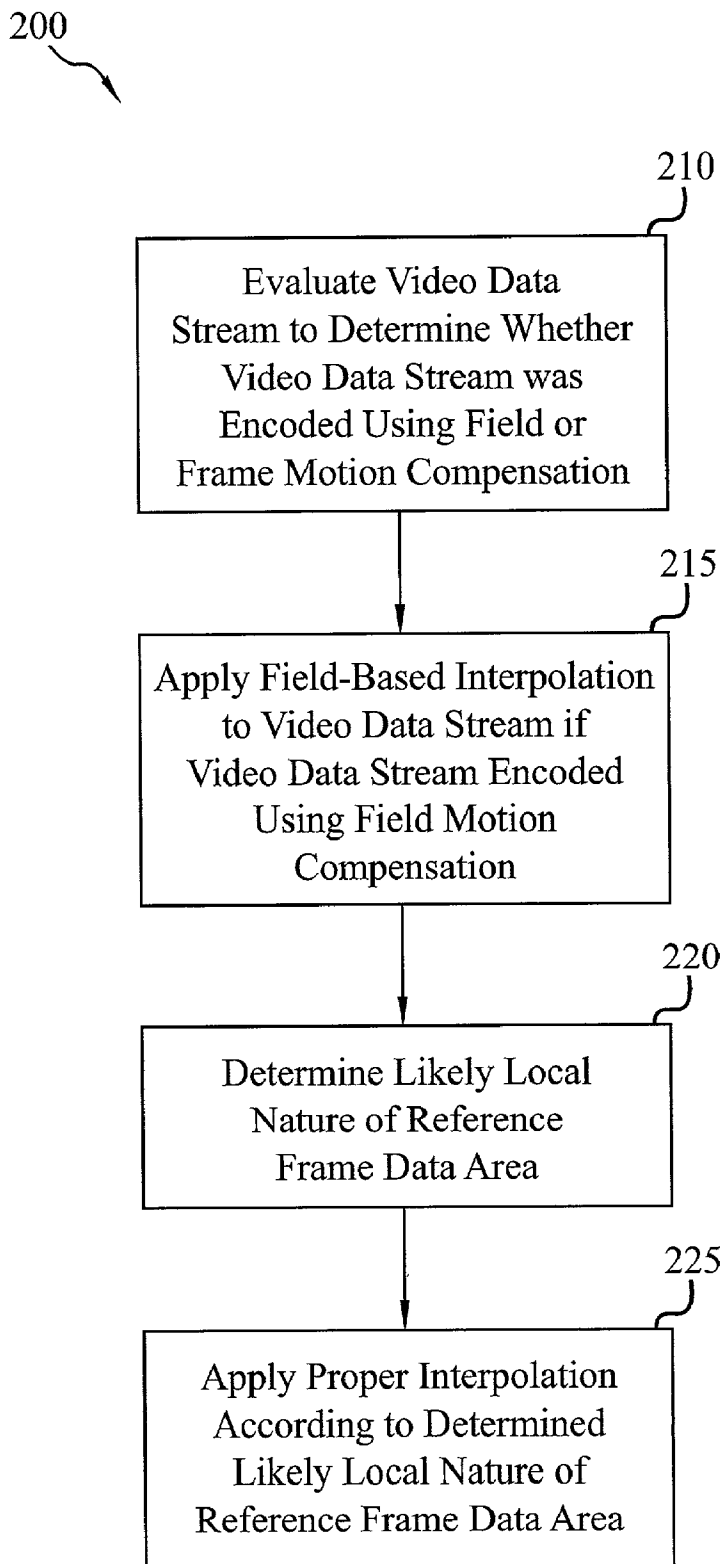 200
210
Evaluate Video Data
Stream to Determine Whether
Video Data Stream was
Encoded Using Field or
Frame Motion Compensation
215
Apply Field-Based Interpolation
to Video Data Stream if
Video Data Stream Encoded
Using Field Motion
Compensation
220
Determine Likely Local
Nature of Reference
Frame Data Area
225
Apply Proper Interpolation
According to Determined
Likely Local Nature of
Reference Frame Data Area